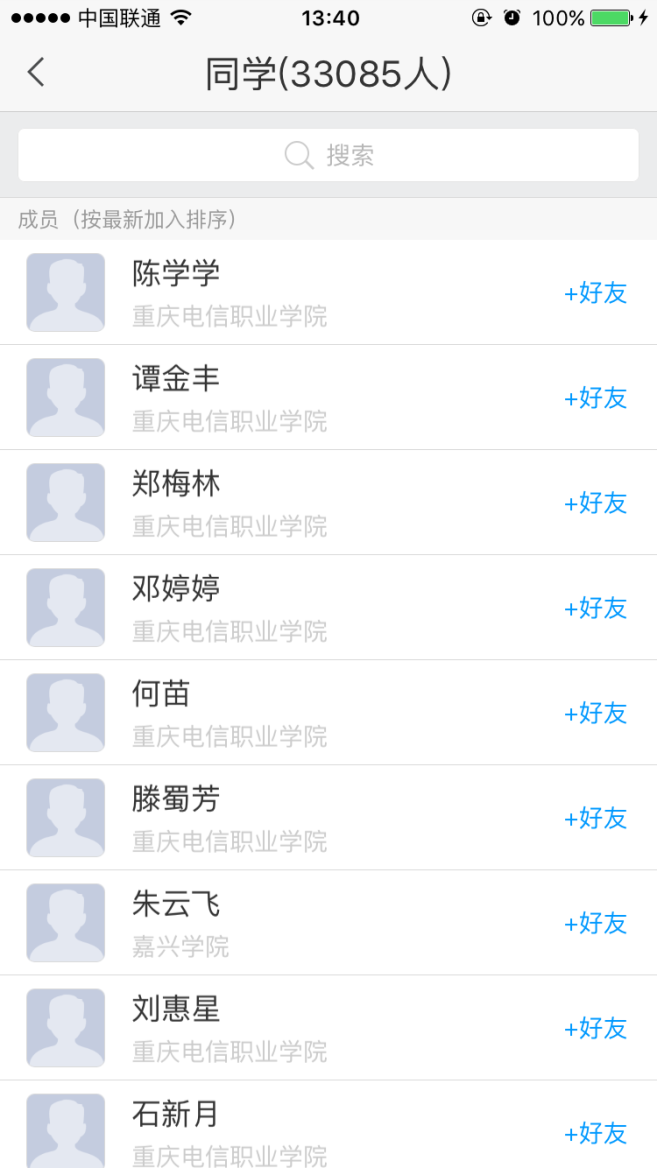 中国联通 13:40 100%
同学(33085人)
搜索
成员（按最新加入排序）
陈学学
重庆电信职业学院
+好友
谭金丰
重庆电信职业学院
+好友
郑梅林
重庆电信职业学院
+好友
邓婷婷
重庆电信职业学院
+好友
何苗
重庆电信职业学院
+好友
滕蜀芳
重庆电信职业学院
+好友
朱云飞
嘉兴学院
+好友
刘惠星
重庆电信职业学院
+好友
石新月
重庆电信职业学院
+好友